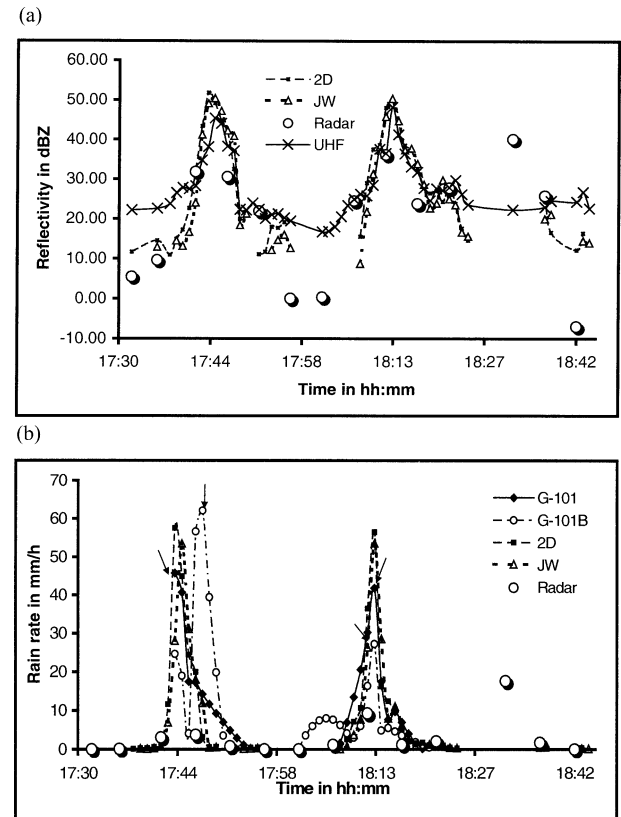 (a)
60.00
50.00
40.00
30.00
20.00
10.00
0.00
-10.00
Reflectivity in dBZ
2D
JW
Radar
UHF
17:30 17:44 17:58 18:13 18:27 18:42
Time in hh:mm
(b)
70
60
50
40
30
20
10
0
Rain rate in mm/h
G-101
G-101B
2D
JW
Radar
17:30 17:44 17:58 18:13 18:27 18:42
Time in hh:mm